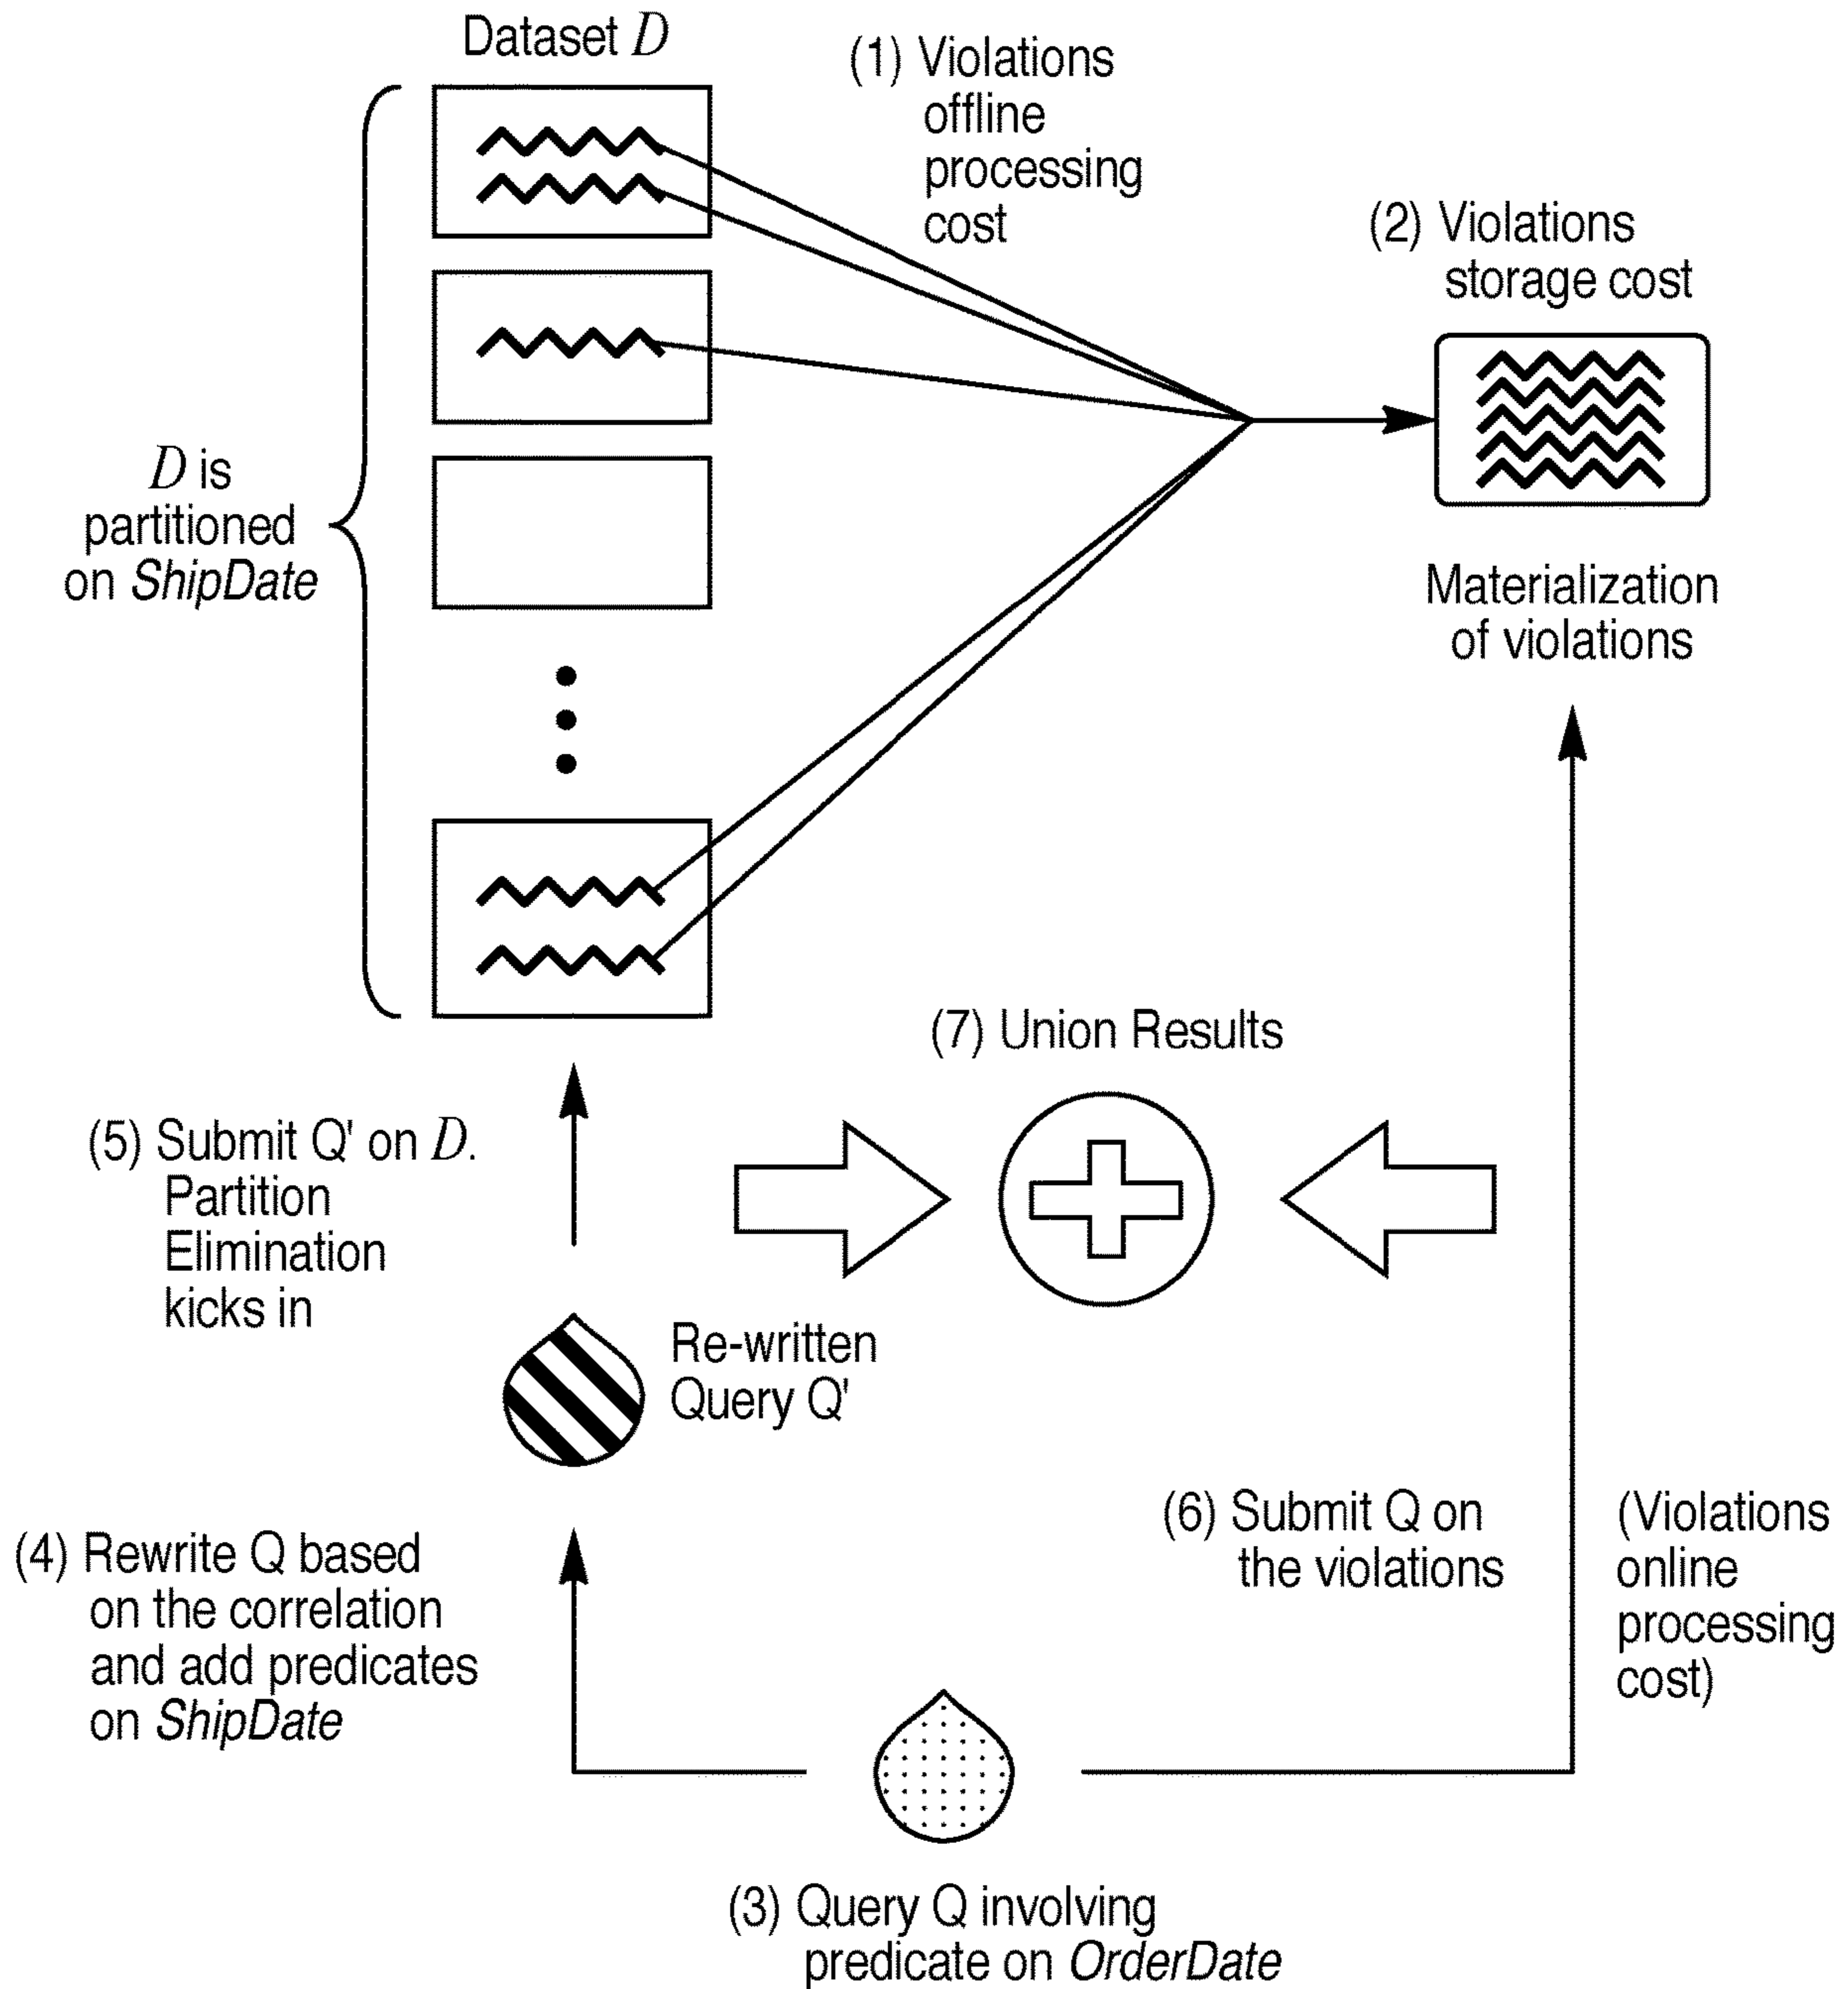 Dataset D
(1) Violations
offline
processing
cost
(2) Violations
storage cost
D is
partitioned
on ShipDate
Materialization
of violations
(7) Union Results
(5) Submit Q' on D.
Partition
Elimination
kicks in
Re-written
Query Q'
(6) Submit Q on
the violations
(Violations
online
processing
cost)
(4) Rewrite Q based
on the correlation
and add predicates
on ShipDate
(3) Query Q involving
predicate on OrderDate